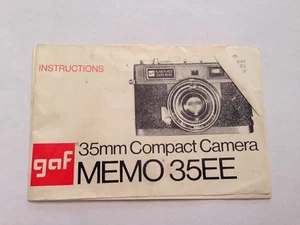 INSTRUCTIONS
gaf
35mm Compact Camera
MEMO 35EE